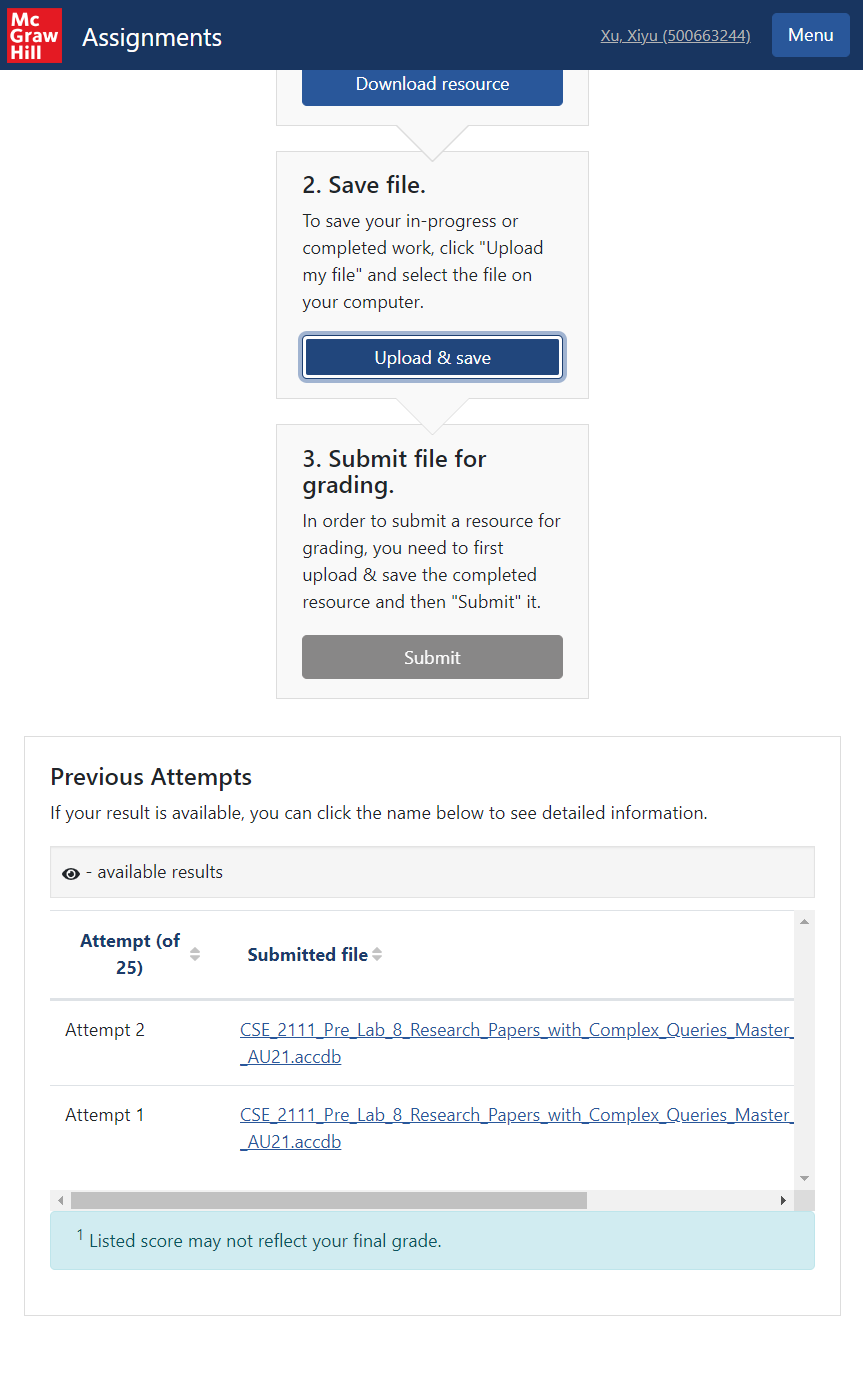 Mc
Graw
Hill
Assignments
Xu, Xiyu (500663244)
Menu
Download resource
2. Save file.
To save your in-progress or
completed work, click "Upload
my file" and select the file on
your computer.
Upload & save
3. Submit file for
grading.
In order to submit a resource for
grading, you need to first
upload & save the completed
resource and then "Submit" it.
Submit
Previous Attempts
If your result is available, you can click the name below to see detailed information.
- available results
Attempt (of
25)
Submitted file
Attempt 2
CSE_2111_Pre_Lab_8_Research_Papers_with_Complex_Queries_Master_
_AU21.accdb
Attempt 1
CSE_2111_Pre_Lab_8_Research_Papers_with_Complex_Queries_Master_
_AU21.accdb
1 Listed score may not reflect your final grade.